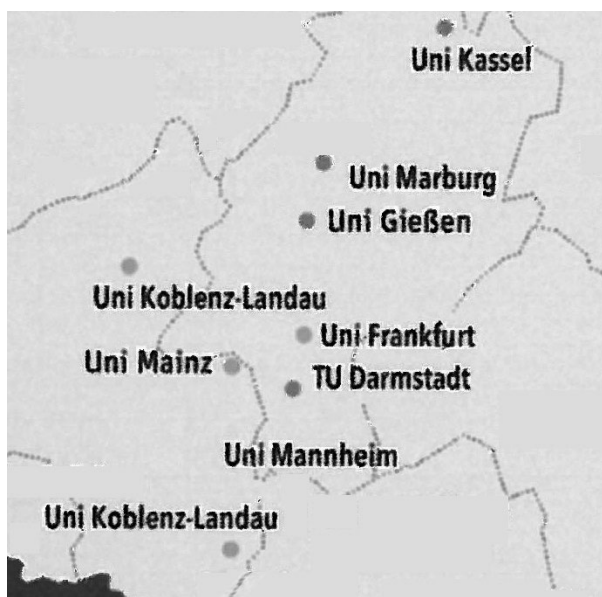 Uni Kassel
Uni Marburg
Uni Gießen
Uni Koblenz-Landau
Uni Frankfurt
Uni Mainz
TU Darmstadt
Uni Mannheim
Uni Koblenz-Landau